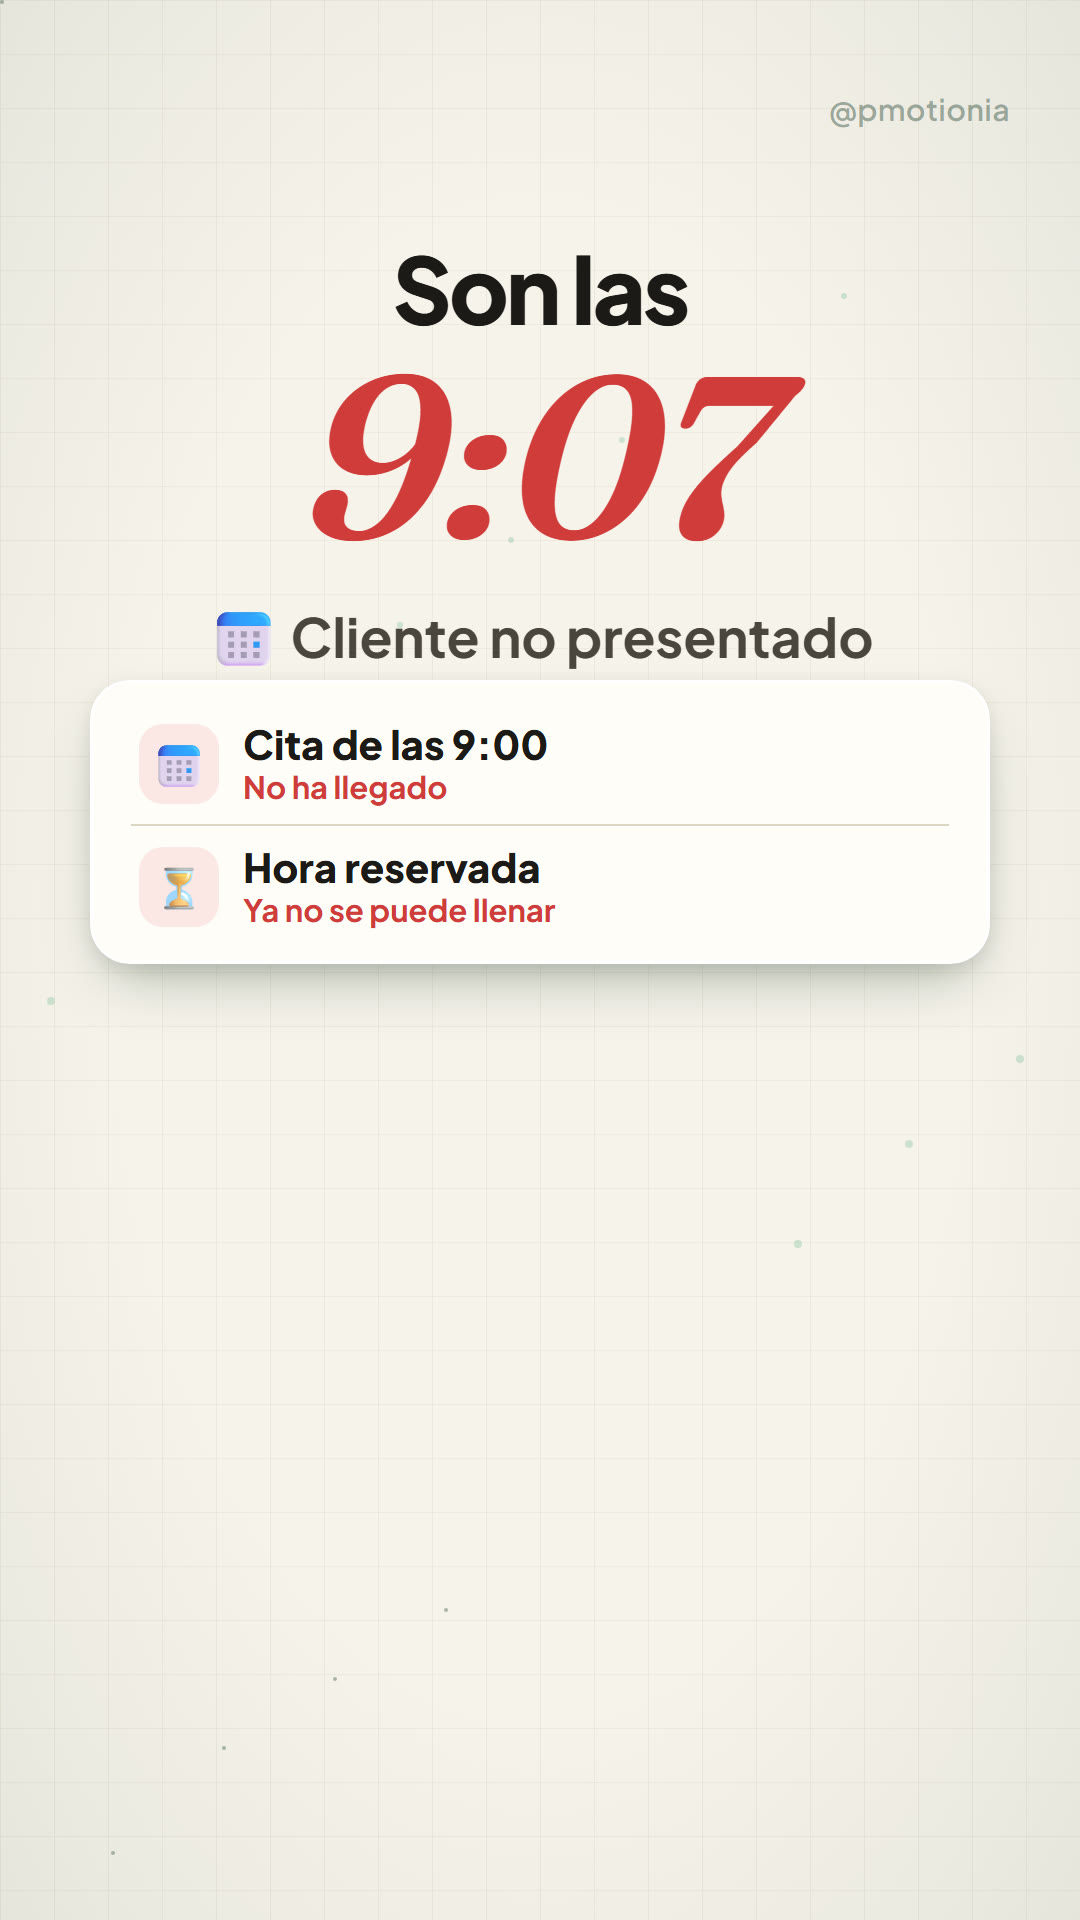 @pmotionia
Son las
9:07
Cliente no presentado
Cita de las 9:00
No ha llegado
Hora reservada
Ya no se puede llenar